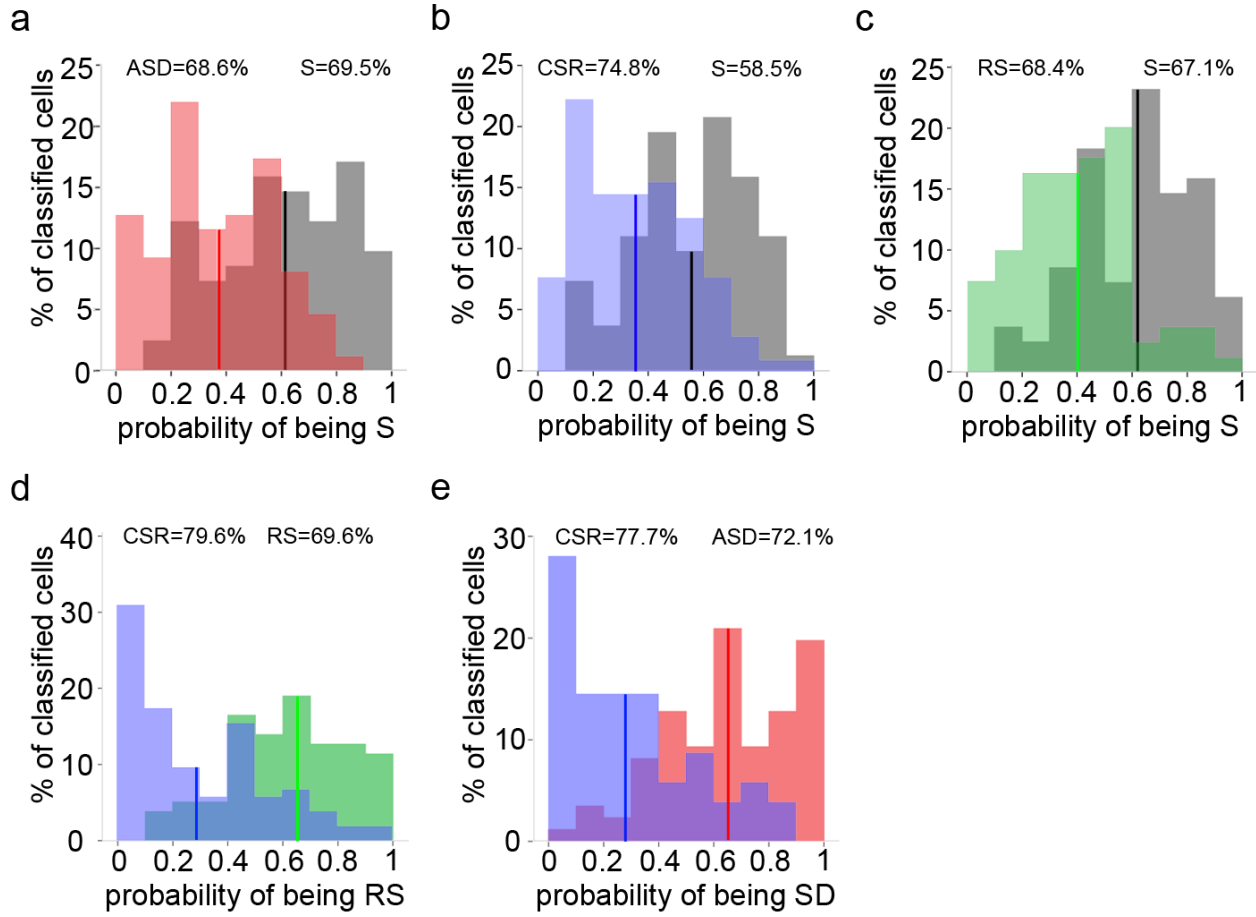 a
ASD=68.6% S=69.5%
% of classified cells
25
20
15
10
5
0
0 0.2 0.4 0.6 0.8 1
probability of being S
b
CSR=74.8% S=58.5%
% of classified cells
25
20
15
10
5
0
0 0.2 0.4 0.6 0.8 1
probability of being S
c
RS=68.4% S=67.1%
% of classified cells
25
20
15
10
5
0
0 0.2 0.4 0.6 0.8 1
probability of being S
d
CSR=79.6% RS=69.6%
% of classified cells
40
30
20
10
0
0 0.2 0.4 0.6 0.8 1
probability of being RS
e
CSR=77.7% ASD=72.1%
% of classified cells
30
20
10
0
0 0.2 0.4 0.6 0.8 1
probability of being SD